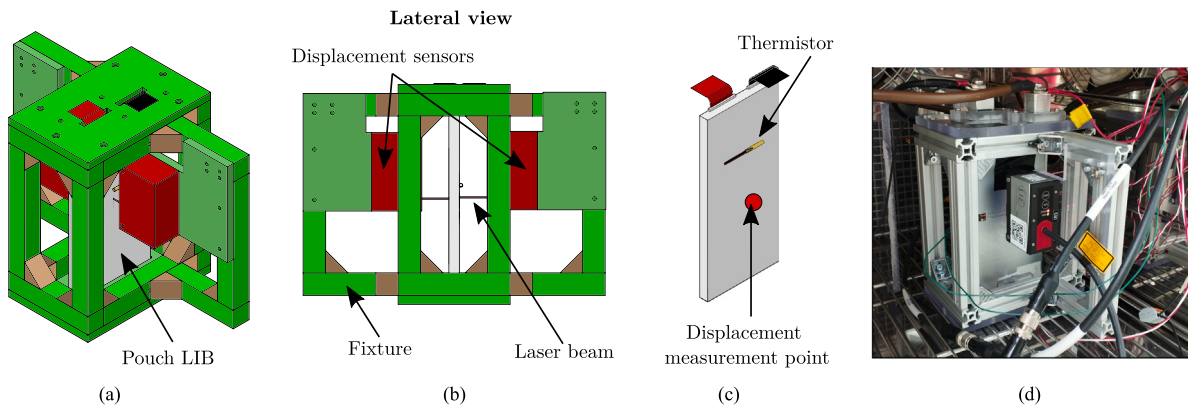 Lateral view
Displacement sensors
Thermistor
Pouch LIB
Fixture
Laser beam
Displacement
measurement point
(a)
(b)
(c)
(d)